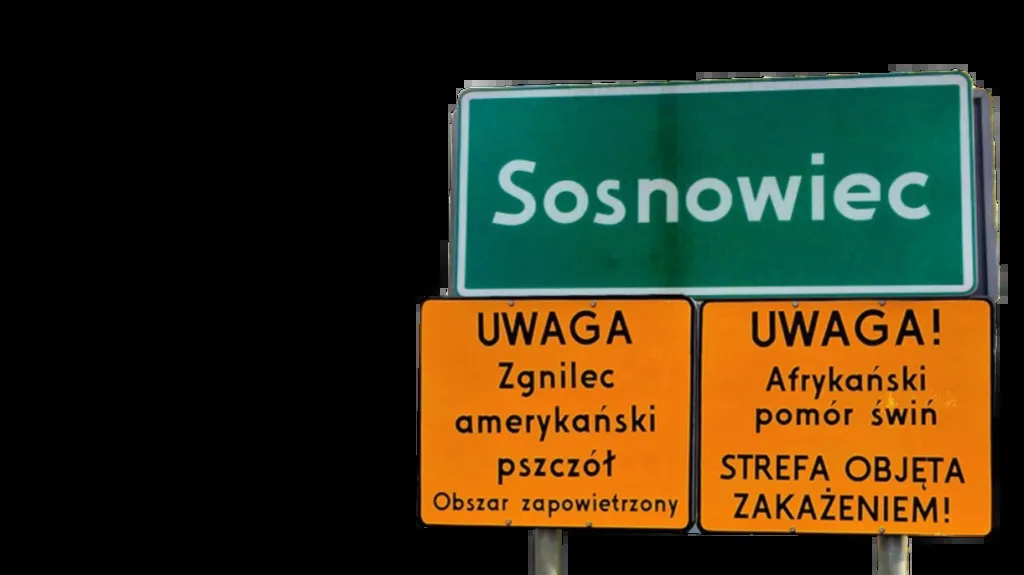 Sosnowiec
UWAGA
Zgnilec
amerykański
pszczół
Obszar zapowietrzony
UWAGA!
Afrykański
pomór świń
STREFA OBJĘTA
ZAKAŻENIEM!